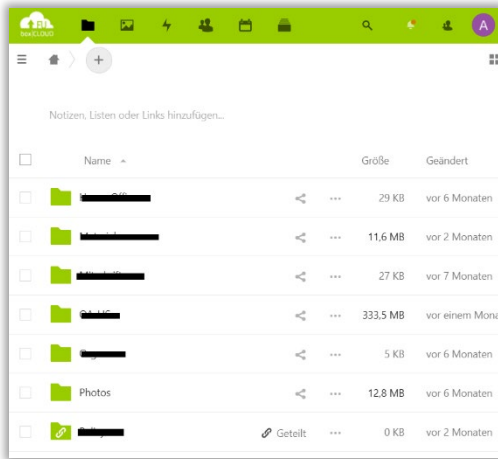 .EU
box|CLOUD
A
Notizen, Listen oder Links hinzufügen...
Name Größe Geändert
29 KB vor 6 Monaten
11,6 MB vor 2 Monaten
27 KB vor 7 Monaten
333,5 MB vor einem Mona
5 KB vor 6 Monaten
Photos 12,8 MB vor 6 Monaten
Geteilt 0 KB vor 2 Monaten